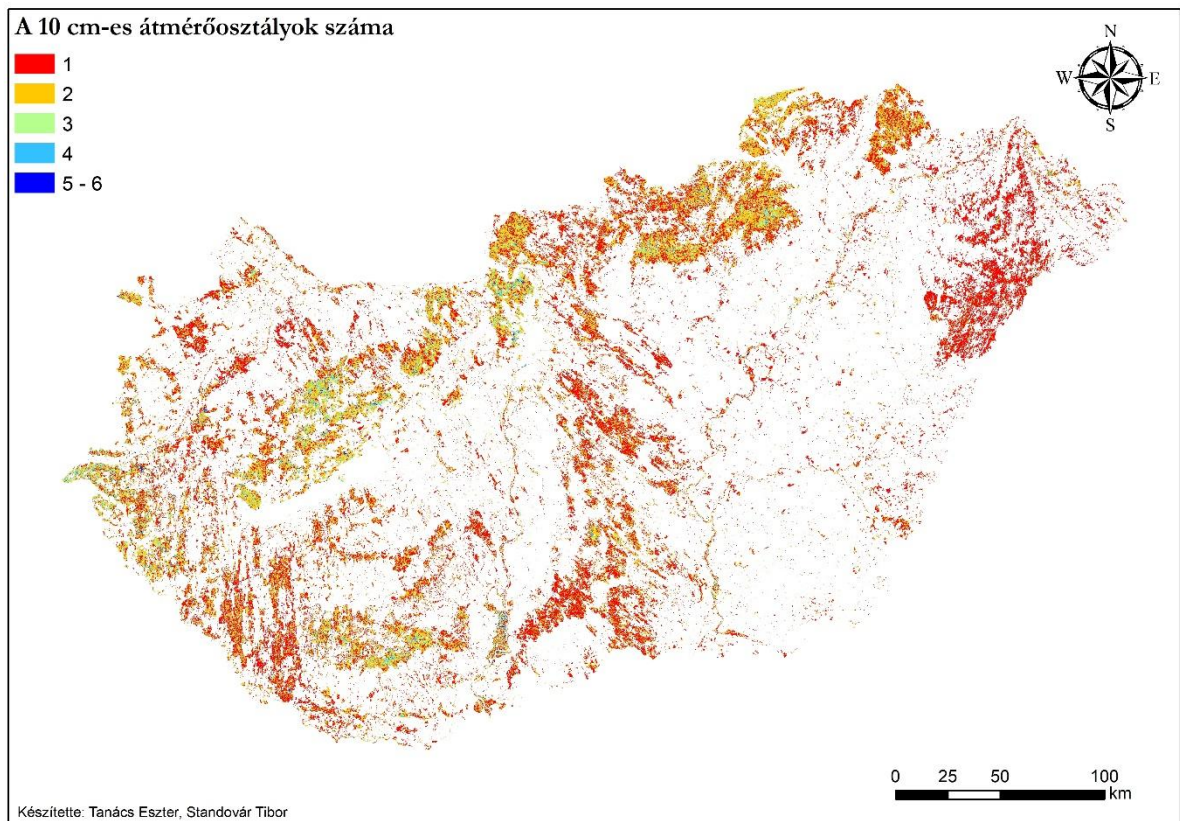 A 10 cm-es átmérőosztályok száma
1
2
3
4
5 - 6
N
W E
S
0 25 50 100
km
Készítette: Tanács Eszter, Standovár Tibor